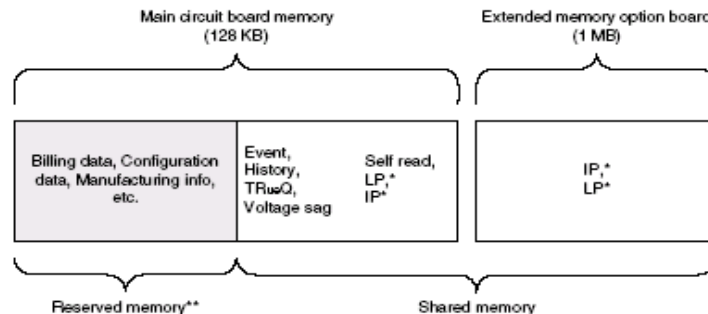 Main circuit board memory
(128 KB)
Extended memory option board
(1 MB)
Billing data, Configuration
data, Manufacturing info,
etc.
Event,
History,
TRueQ,
Voltage sag
Self read,
LP,*
IP*
IP,*
LP*
Reserved memory**
Shared memory